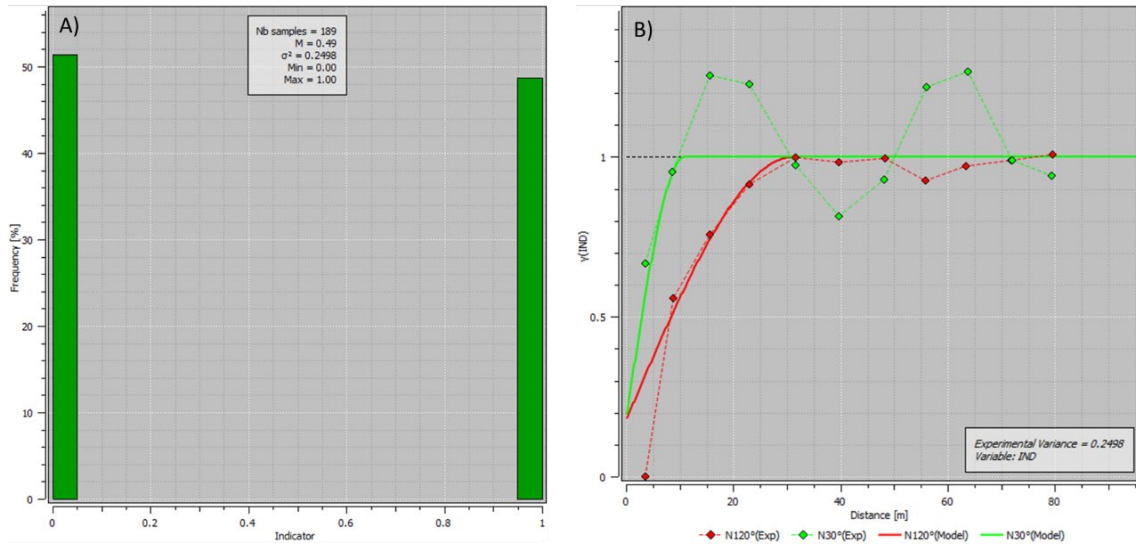 A)
Nb samples = 189
M = 0.49
σ² = 0.2498
Min = 0.00
Max = 1.00
Frequency [%]
50
40
30
20
10
0
0
0.2
0.4
0.6
0.8
1
Indicator
B)
γ(IND)
1
0.5
0
Experimental Variance = 0.2498
Variable: IND
0
20
40
60
80
Distance [m]
N120°(Exp) N30°(Exp) N120°(Model) N30°(Model)